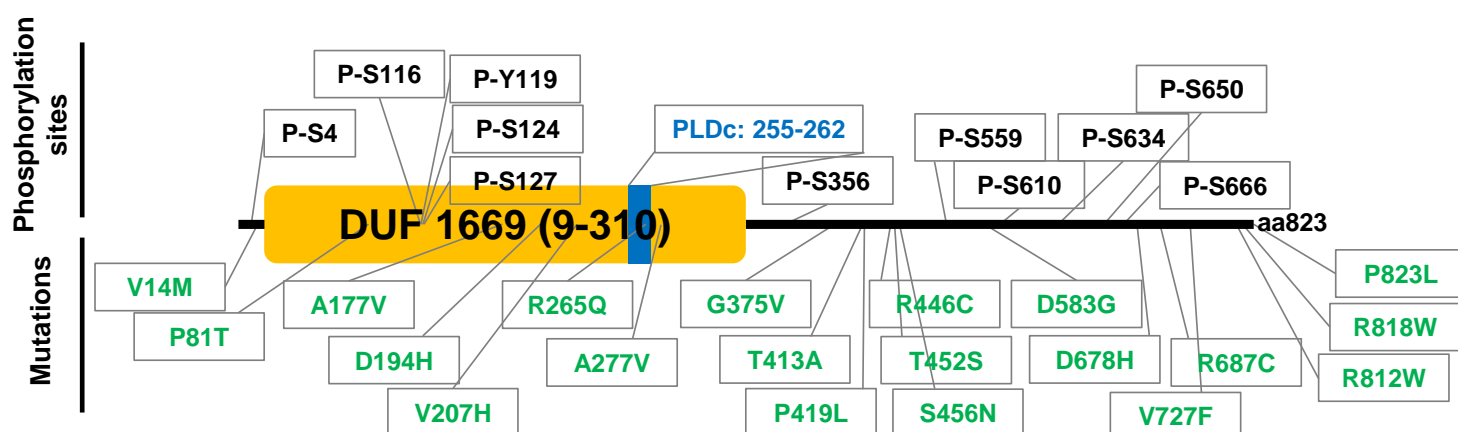 Phosphorylation
sites
P-S4
P-S116
P-Y119
P-S124
P-S127
PLDc: 255-262
P-S356
P-S559
P-S610
P-S634
P-S650
P-S666
DUF 1669 (9-310)
aa823
Mutations
V14M
P81T
A177V
D194H
V207H
R265Q
A277V
G375V
T413A
P419L
R446C
T452S
S456N
D583G
D678H
R687C
V727F
P823L
R818W
R812W